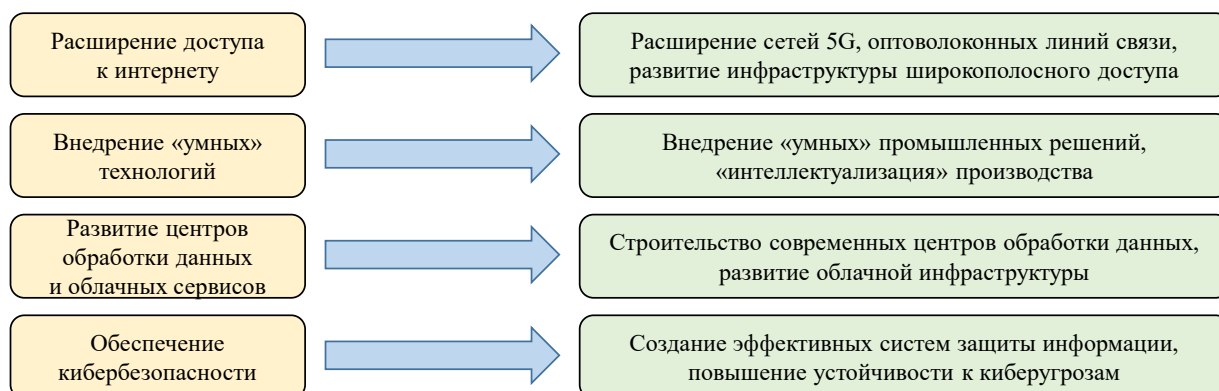 Расширение доступа
к интернету
Расширение сетей 5G, оптоволоконных линий связи,
развитие инфраструктуры широкополосного доступа
Внедрение «умных»
технологий
Внедрение «умных» промышленных решений,
«интеллектуализация» производства
Развитие центров
обработки данных
и облачных сервисов
Строительство современных центров обработки данных,
развитие облачной инфраструктуры
Обеспечение
кибербезопасности
Создание эффективных систем защиты информации,
повышение устойчивости к киберугрозам